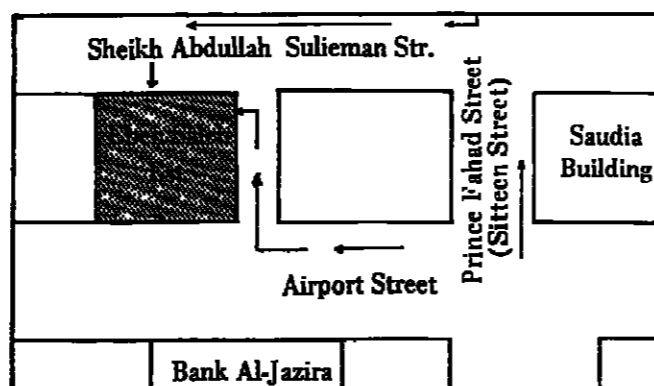 Sheikh Abdullah Sulieman Str.
Prince Fahad Street
(Sitteen Street)
Saudia
Building
Airport Street
Bank Al-Jazira